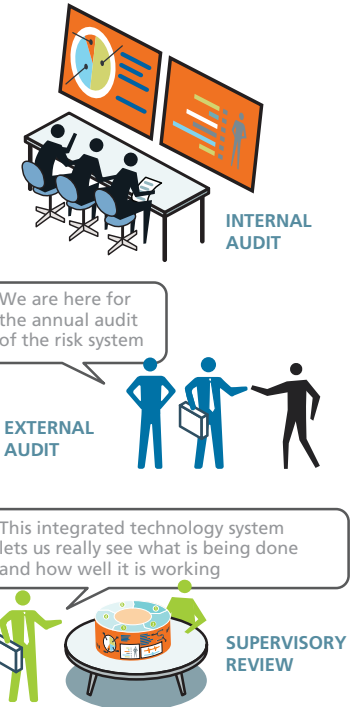 INTERNAL
AUDIT
We are here for
the annual audit
of the risk system
EXTERNAL
AUDIT
This integrated technology system
lets us really see what is being done
and how well it is working
SUPERVISORY
REVIEW